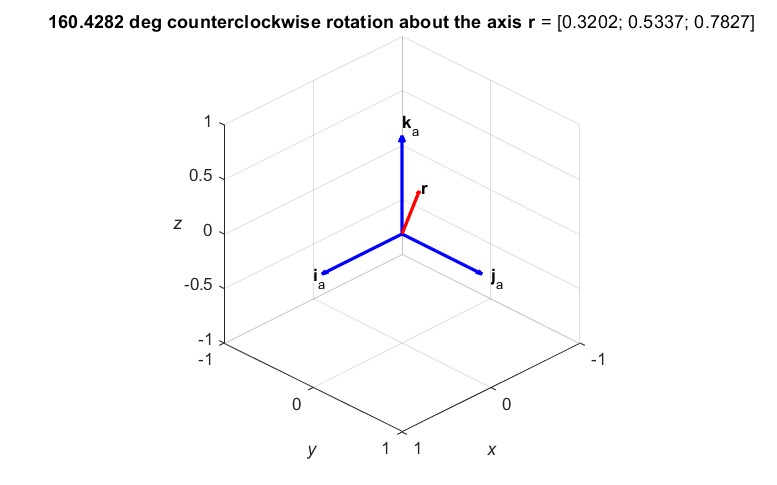 160.4282 deg counterclockwise rotation about the axis r = [0.3202; 0.5337; 0.7827]
k a
1
0.5
r
z
0
i a
j a
-0.5
-1
-1
-1
0
0
1
1
y
x